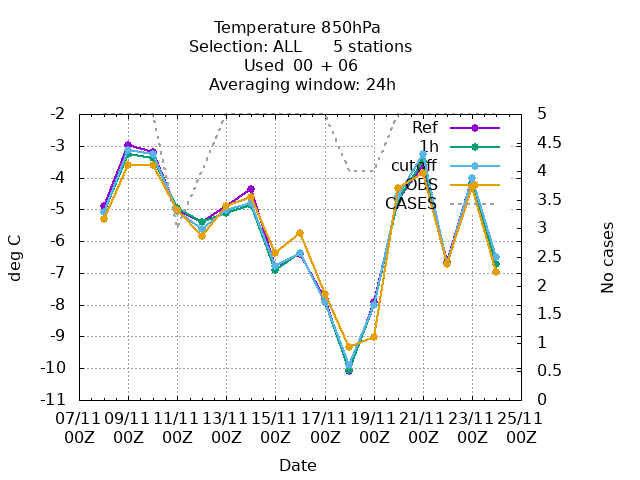 Temperature 850hPa
Selection: ALL 5 stations
Used 00 + 06
Averaging window: 24h
-2
-3
-4
-5
-6
-7
-8
-9
-10
-11
deg C
5
4.5
4
3.5
3
2.5
2
1.5
1
0.5
0
No cases
Ref
1h
cutoff
OBS
CASES
07/11 09/11 11/11 13/11 15/11 17/11 19/11 21/11 23/11 25/11
00Z 00Z 00Z 00Z 00Z 00Z 00Z 00Z 00Z 00Z
Date